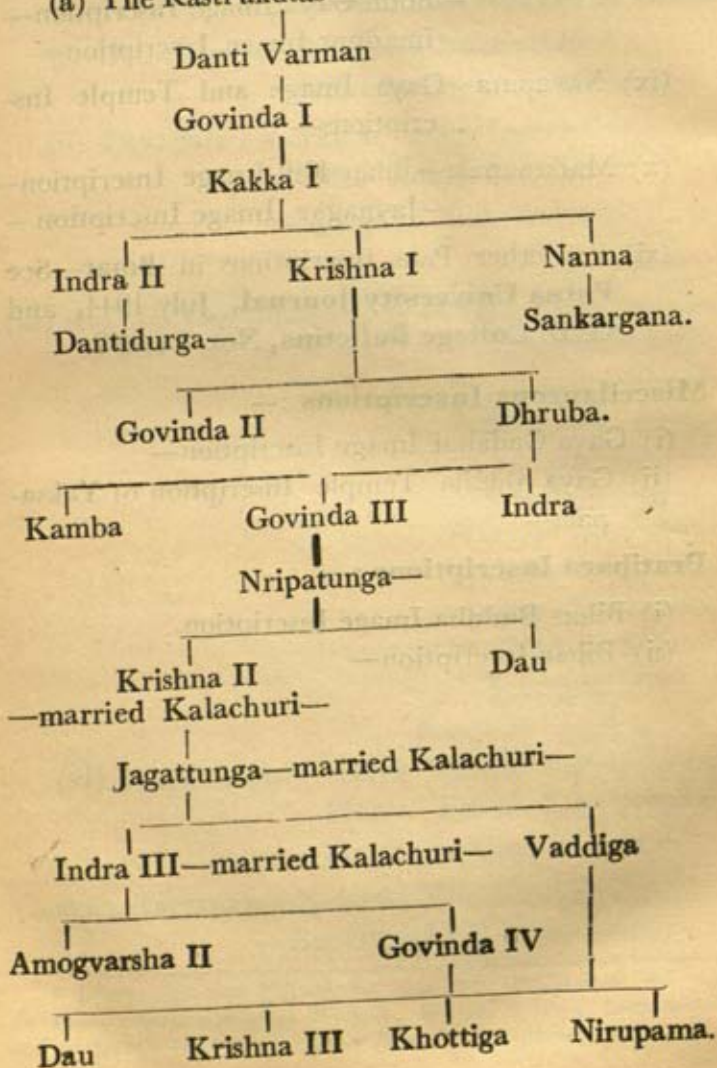 (a) The
Danti Varman
Govinda I
Kakka I
Indra II Krishna I Nanna
Dantidurga— Sankargana.
Govinda II Dhruba.
Kamba Govinda III Indra
Nripatunga—
Krishna II Dau
—married Kalachuri—
Jagattunga—married Kalachuri—
Indra III—married Kalachuri— Vaddiga
Amogvarsha II Govinda IV
Dau Krishna III Khottiga Nirupama.